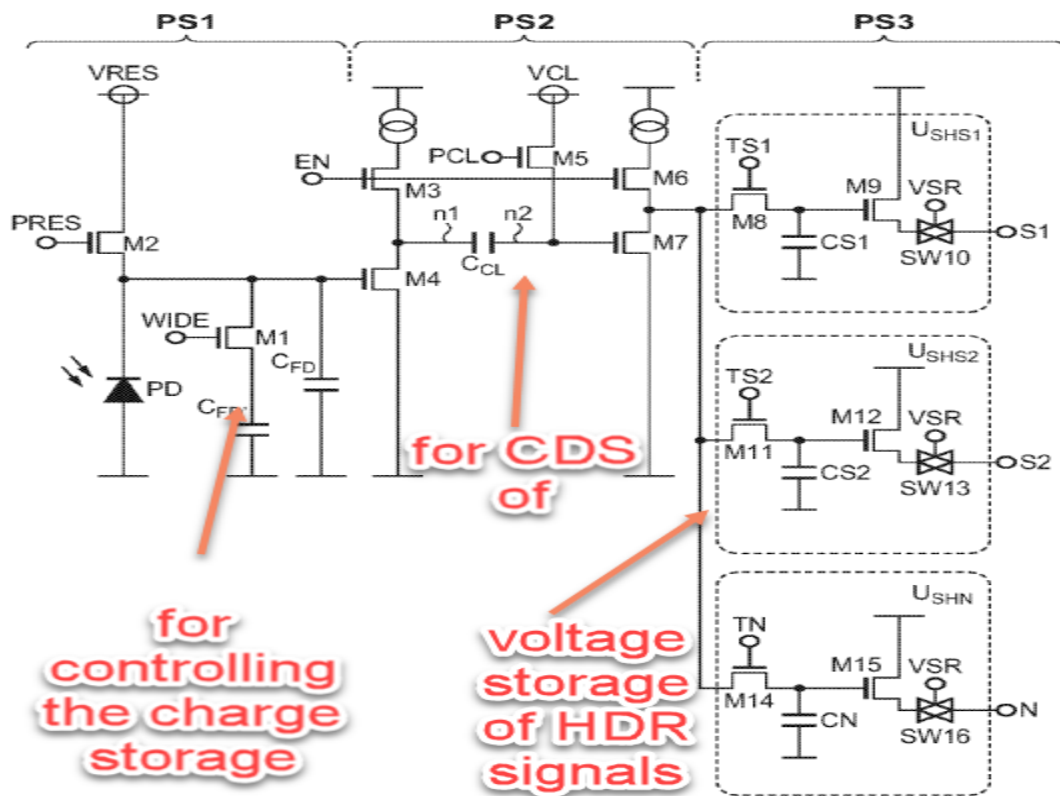 PS1 PS2 PS3
VRES VCL
USHS1
TS1
EN PCL M5 M3 M6 M9 VSR
PRES n1 n2 M8
M2 CCL M7 CS1 S1
M4 SW10
WIDE M1
CFD
USHS2
TS2
PD M12 VSR
CFD'
for CDS
of
M11 CS2 S2
SW13
USHN
for
controlling
the charge
storage
voltage
storage
of HDR
signals
TN
M15 VSR
M14 CN N
SW16